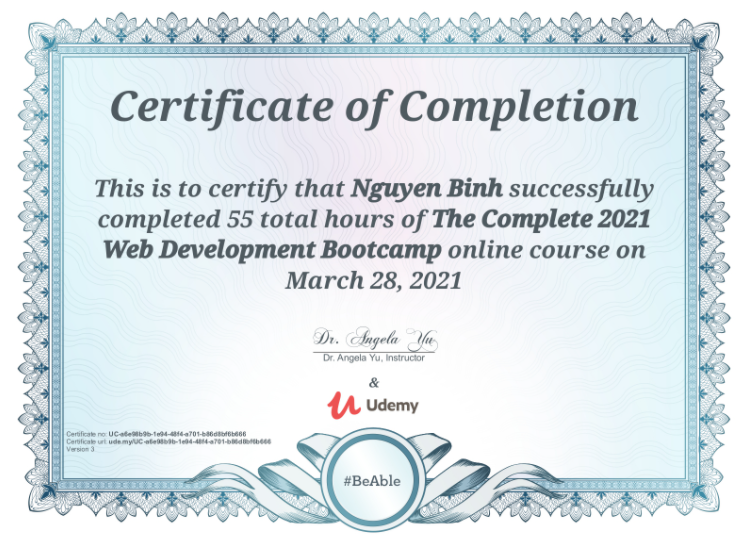 Certificate of Completion
This is to certify that Nguyen Binh successfully
completed 55 total hours of The Complete 2021
Web Development Bootcamp online course on
March 28, 2021
Dr. Angela Yu
Dr. Angela Yu, Instructor
&
Udemy
Certificate no: UC-a6e98b9b-1e94-48f4-a701-b86d8bf6b666
Certificate url: ude.my/UC-a6e98b9b-1e94-48f4-a701-b86d8bf6b666
Version 3
#BeAble